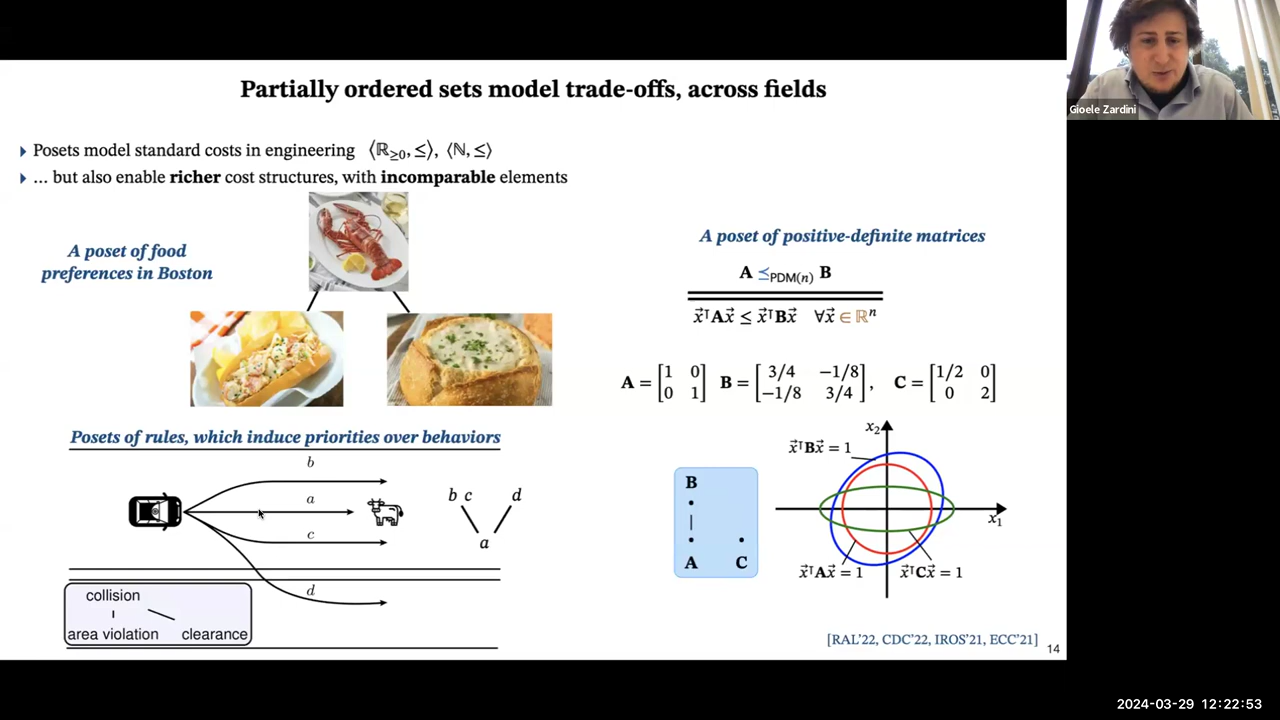 Gioele Zardini
Partially ordered sets model trade-offs, across fields
Posets model standard costs in engineering ⟨ℝ≥0, ≤⟩, ⟨ℕ, ≤⟩
... but also enable richer cost structures, with incomparable elements
A poset of food
preferences in Boston
Posets of rules, which induce priorities over behaviors
b
a
c
d
b c d
a
collision
area violation clearance
A poset of positive-definite matrices
A ⪯PDM(n) B
x⃗ᵀAx⃗ ≤ x⃗ᵀBx⃗ ∀x⃗ ∈ ℝⁿ
A = [1 0; 0 1] B = [3/4 −1/8; −1/8 3/4], C = [1/2 0; 0 2]
x₂
x⃗ᵀBx⃗ = 1
B
A C
x₁
x⃗ᵀAx⃗ = 1 x⃗ᵀCx⃗ = 1
[RAL'22, CDC'22, IROS'21, ECC'21]
14
2024-03-29 12:22:53